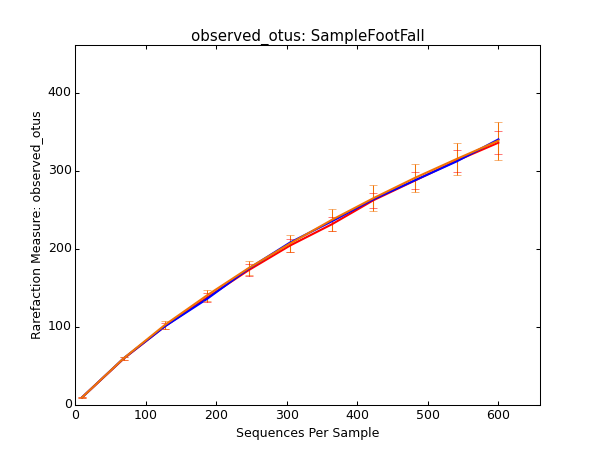 observed_otus: SampleFootFall
Rarefaction Measure: observed_otus
400
300
200
100
0
0 100 200 300 400 500 600
Sequences Per Sample